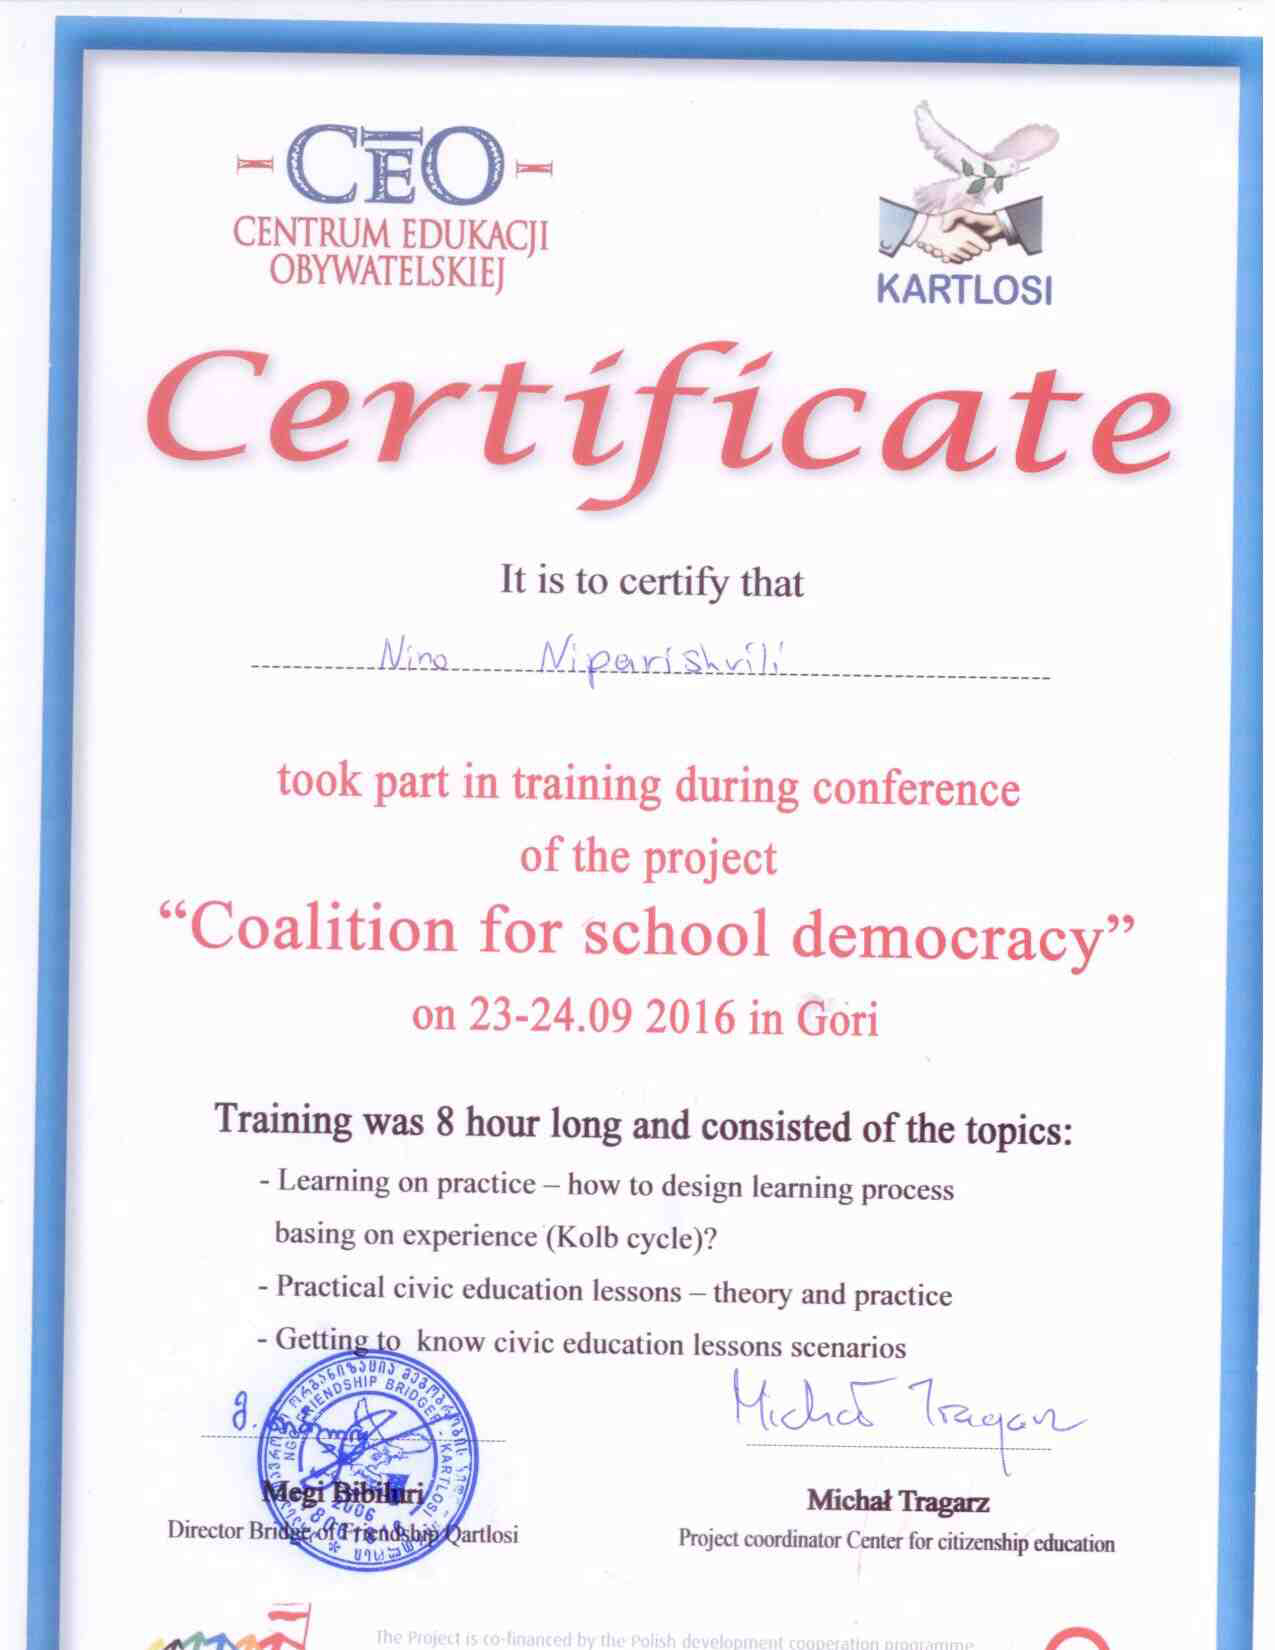 CEO
CENTRUM EDUKACJI
OBYWATELSKIEJ
KARTLOSI
Certificate
It is to certify that
Nino Niparishvili
took part in training during conference
of the project
“Coalition for school democracy”
on 23-24.09 2016 in Gori
Training was 8 hour long and consisted of the topics:
- Learning on practice – how to design learning process
basing on experience (Kolb cycle)?
- Practical civic education lessons – theory and practice
- Getting to know civic education lessons scenarios
Michał Tragarz
NGO FRIENDSHIP BRIDGE - KARTLOSI
2006
Megi Bibiluri
Director Bridge of Friendship Qartlosi
Michał Tragarz
Project coordinator Center for citizenship education
The Project is co-financed by the Polish development cooperation programme